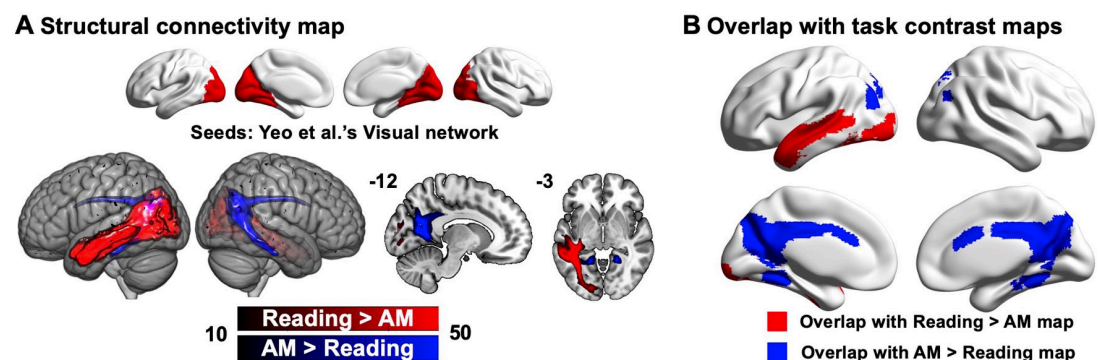 A Structural connectivity map
Seeds: Yeo et al.'s Visual network
-12
-3
10
Reading > AM
50
AM > Reading
B Overlap with task contrast maps
Overlap with Reading > AM map
Overlap with AM > Reading map